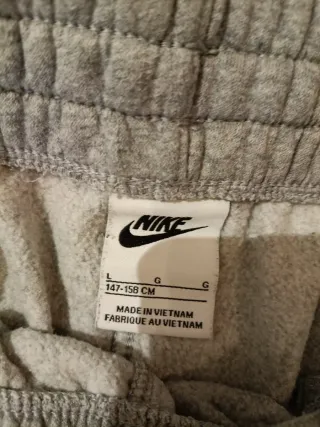 NIKE
L G G
147-158 CM
MADE IN VIETNAM
FABRIQUE AU VIETNAM